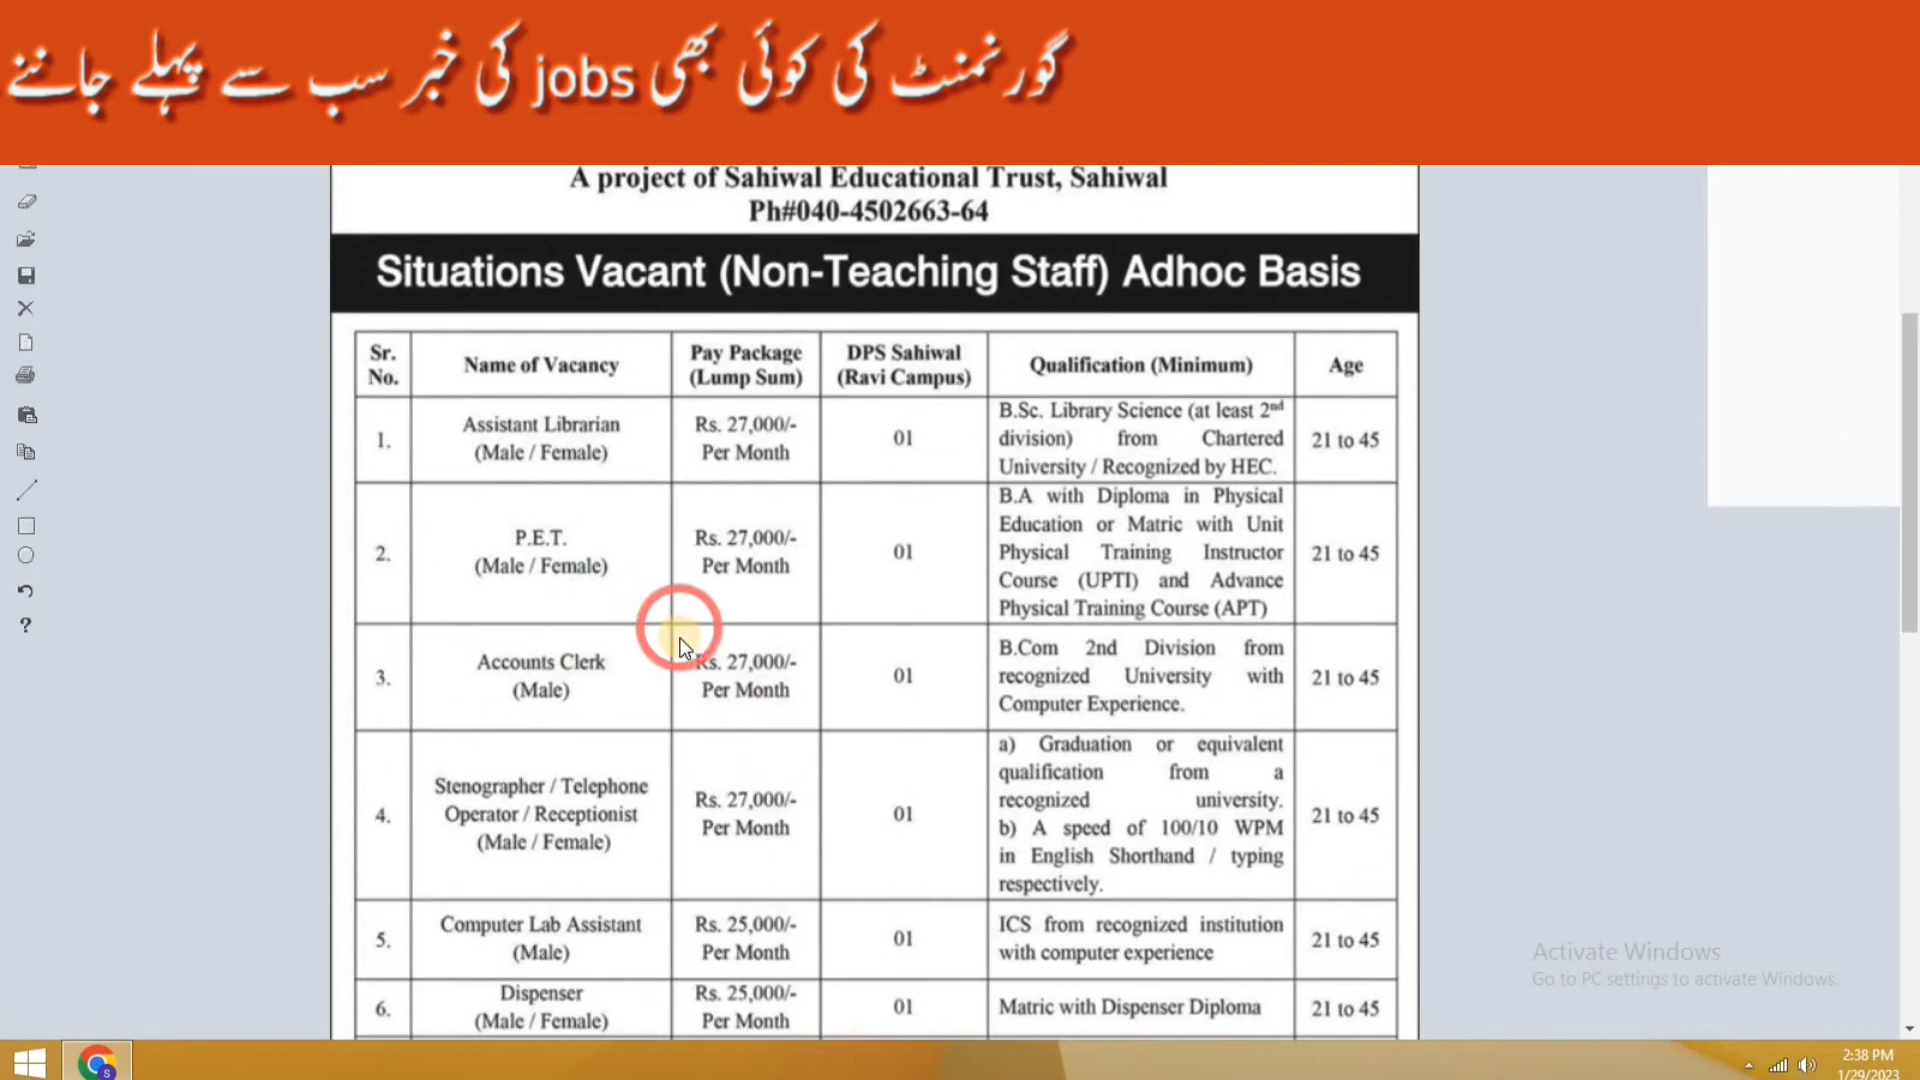 گورنمنٹ کی کوئی بھی jobs کی خبر سب سے پہلے جاننے
A project of Sahiwal Educational Trust, Sahiwal
Ph#040-4502663-64
Situations Vacant (Non-Teaching Staff) Adhoc Basis
Sr. No. Name of Vacancy Pay Package (Lump Sum) DPS Sahiwal (Ravi Campus) Qualification (Minimum) Age
1.
Assistant Librarian
(Male / Female)
Rs. 27,000/-
Per Month
01
B.Sc. Library Science (at least 2nd
division) from Chartered
University / Recognized by HEC.
21 to 45
2.
P.E.T.
(Male / Female)
Rs. 27,000/-
Per Month
01
B.A with Diploma in Physical
Education or Matric with Unit
Physical Training Instructor
Course (UPTI) and Advance
Physical Training Course (APT)
21 to 45
3.
Accounts Clerk
(Male)
Rs. 27,000/-
Per Month
01
B.Com 2nd Division from
recognized University with
Computer Experience.
21 to 45
4.
Stenographer / Telephone
Operator / Receptionist
(Male / Female)
Rs. 27,000/-
Per Month
01
a) Graduation or equivalent
qualification from a
recognized university.
b) A speed of 100/10 WPM
in English Shorthand / typing
respectively.
21 to 45
5.
Computer Lab Assistant
(Male)
Rs. 25,000/-
Per Month
01
ICS from recognized institution
with computer experience
21 to 45
6.
Dispenser
(Male / Female)
Rs. 25,000/-
Per Month
01
Matric with Dispenser Diploma
21 to 45
Activate Windows
Go to PC settings to activate Windows.
2:38 PM
1/29/2023